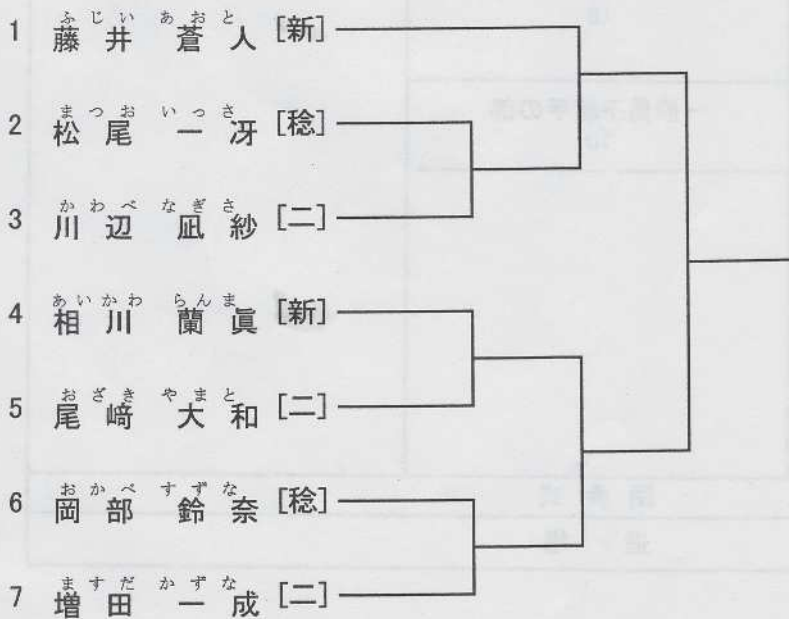 ふじい あおと
1 藤井 蒼人 [新]
まつお いっさ
2 松尾 一冴 [稔]
かわべ なぎさ
3 川辺 凪紗 [二]
あいかわ らんま
4 相川 蘭眞 [新]
おざき やまと
5 尾﨑 大和 [二]
おかべ すずな
6 岡部 鈴奈 [稔]
ますだ かずな
7 増田 一成 [二]